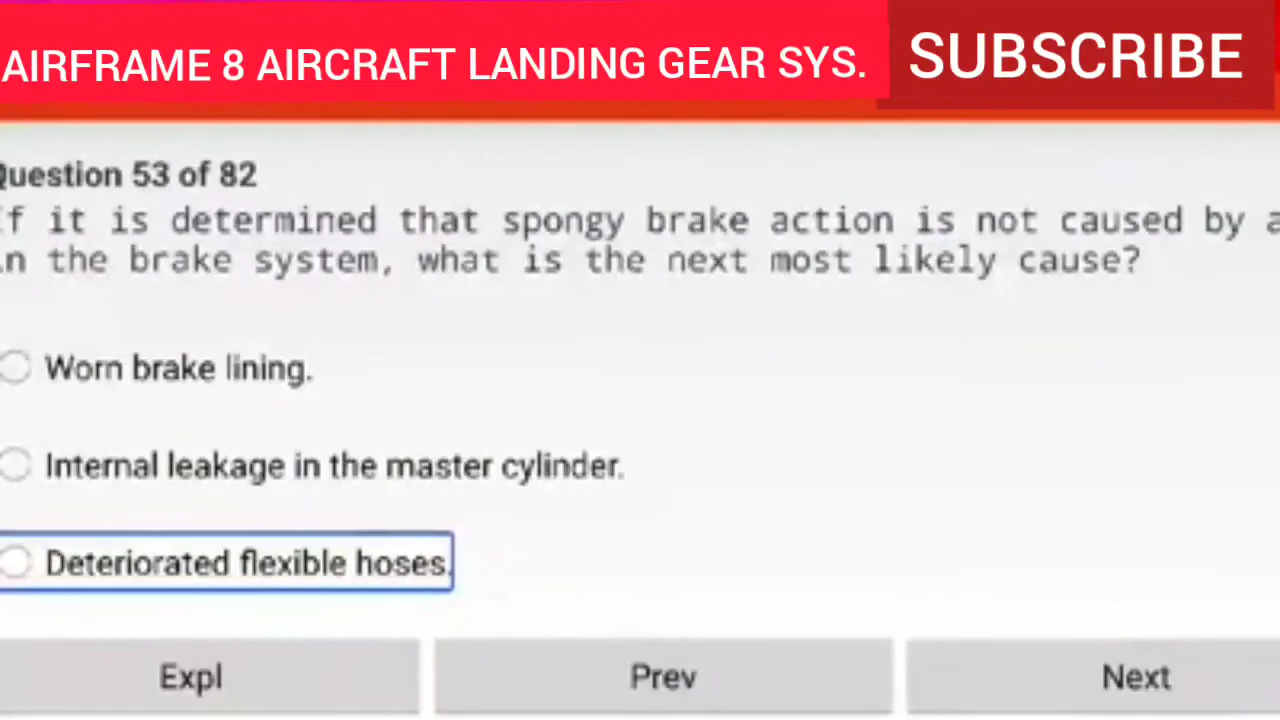 AIRFRAME 8 AIRCRAFT LANDING GEAR SYS.
SUBSCRIBE
Question 53 of 82
If it is determined that spongy brake action is not caused by a
in the brake system, what is the next most likely cause?
Worn brake lining.
Internal leakage in the master cylinder.
Deteriorated flexible hoses.
Expl
Prev
Next